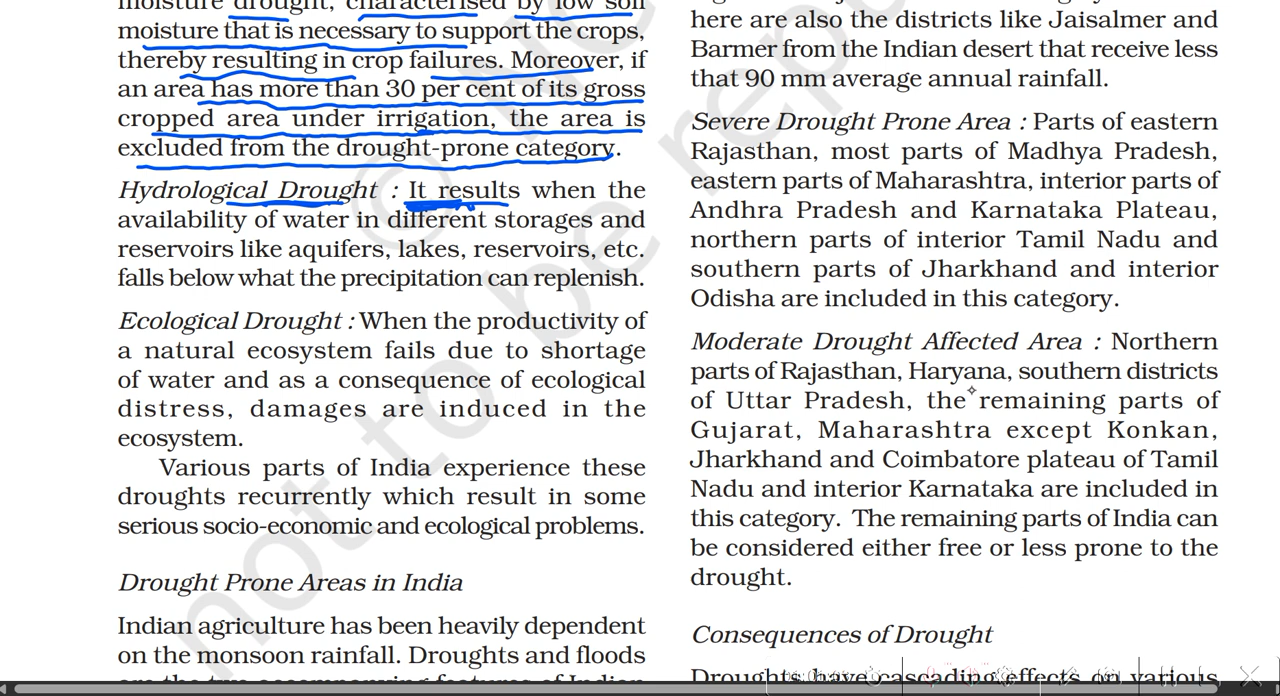 moisture drought, characterised by low soil
moisture that is necessary to support the crops,
thereby resulting in crop failures. Moreover, if
an area has more than 30 per cent of its gross
cropped area under irrigation, the area is
excluded from the drought-prone category.
Hydrological Drought : It results when the
availability of water in different storages and
reservoirs like aquifers, lakes, reservoirs, etc.
falls below what the precipitation can replenish.
Ecological Drought : When the productivity of
a natural ecosystem fails due to shortage
of water and as a consequence of ecological
distress, damages are induced in the
ecosystem.
Various parts of India experience these
droughts recurrently which result in some
serious socio-economic and ecological problems.
Drought Prone Areas in India
Indian agriculture has been heavily dependent
on the monsoon rainfall. Droughts and floods
here are also the districts like Jaisalmer and
Barmer from the Indian desert that receive less
that 90 mm average annual rainfall.
Severe Drought Prone Area : Parts of eastern
Rajasthan, most parts of Madhya Pradesh,
eastern parts of Maharashtra, interior parts of
Andhra Pradesh and Karnataka Plateau,
northern parts of interior Tamil Nadu and
southern parts of Jharkhand and interior
Odisha are included in this category.
Moderate Drought Affected Area : Northern
parts of Rajasthan, Haryana, southern districts
of Uttar Pradesh, the remaining parts of
Gujarat, Maharashtra except Konkan,
Jharkhand and Coimbatore plateau of Tamil
Nadu and interior Karnataka are included in
this category. The remaining parts of India can
be considered either free or less prone to the
drought.
Consequences of Drought
Droughts have cascading effects on various
not to be rep
©